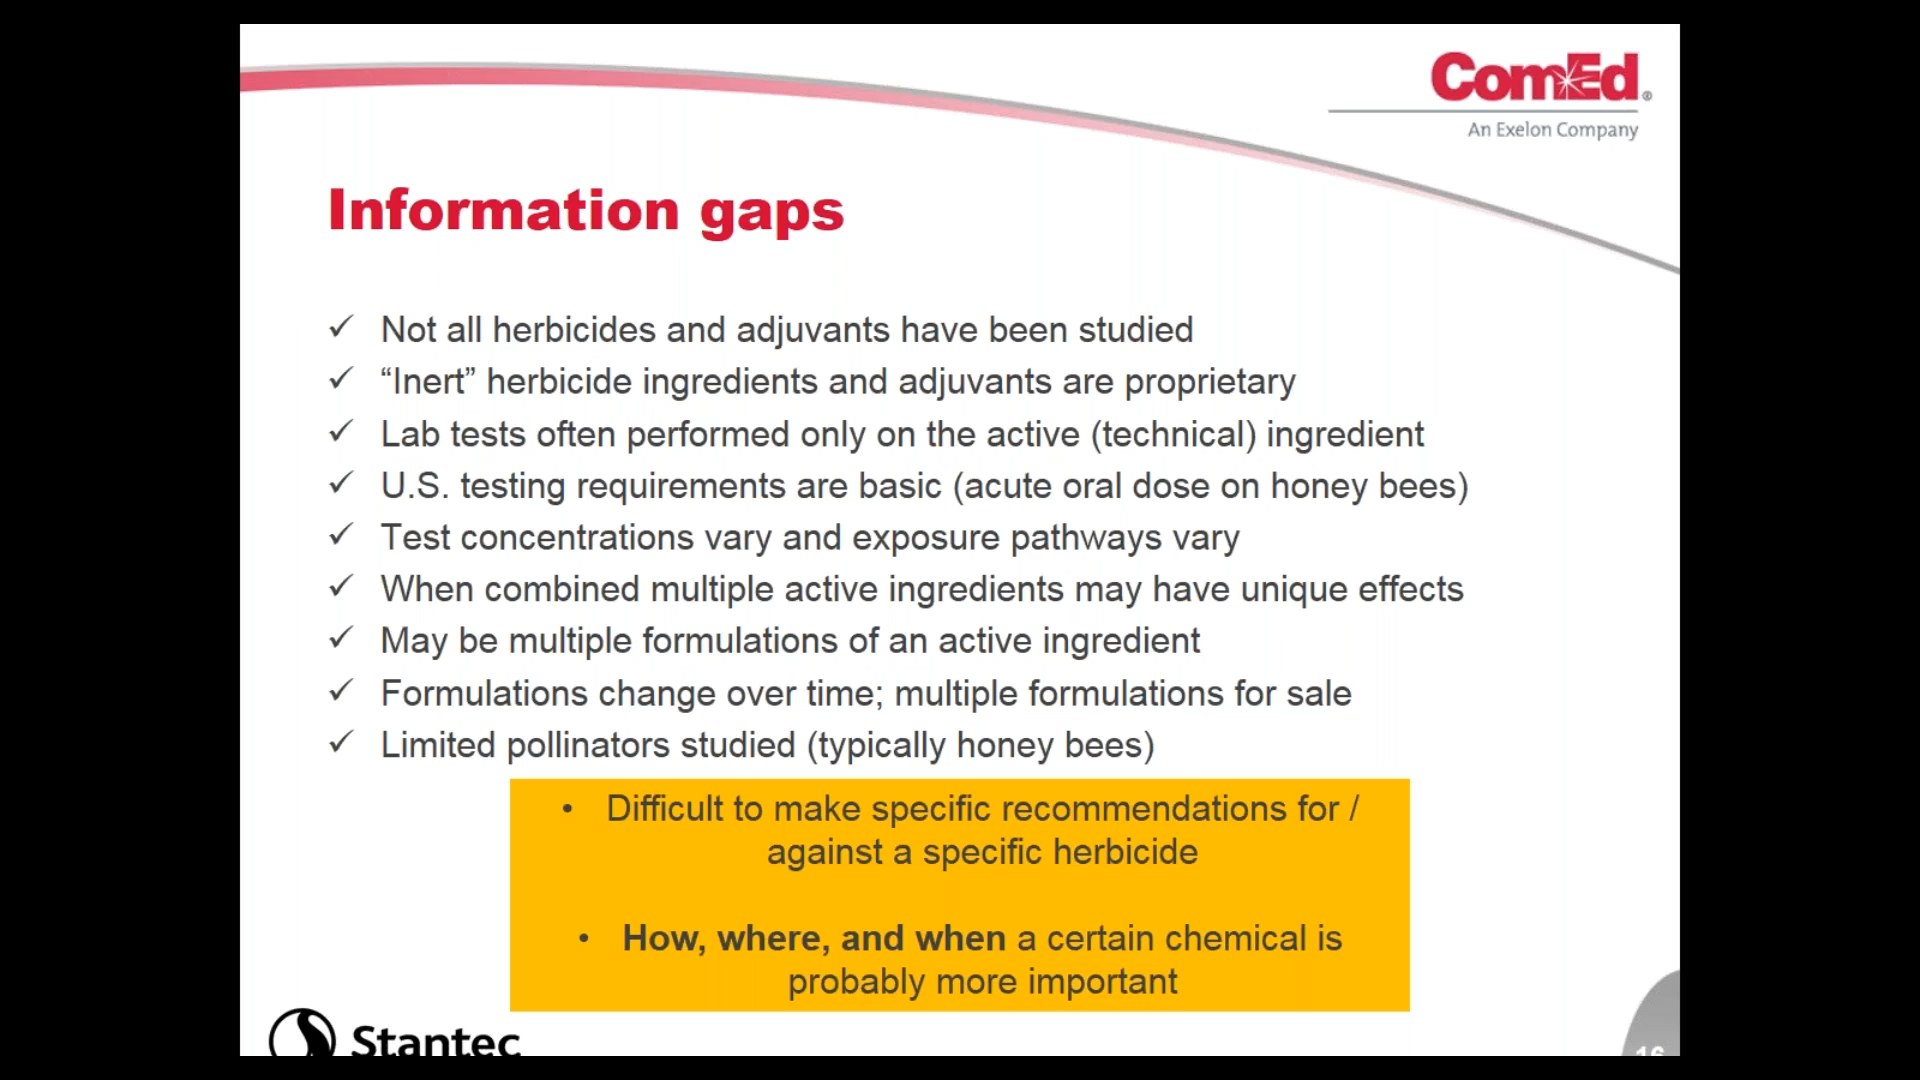 ComEd®
An Exelon Company
Information gaps
✓ Not all herbicides and adjuvants have been studied
✓ “Inert” herbicide ingredients and adjuvants are proprietary
✓ Lab tests often performed only on the active (technical) ingredient
✓ U.S. testing requirements are basic (acute oral dose on honey bees)
✓ Test concentrations vary and exposure pathways vary
✓ When combined multiple active ingredients may have unique effects
✓ May be multiple formulations of an active ingredient
✓ Formulations change over time; multiple formulations for sale
✓ Limited pollinators studied (typically honey bees)
• Difficult to make specific recommendations for /
against a specific herbicide
• How, where, and when a certain chemical is
probably more important
Stantec
16